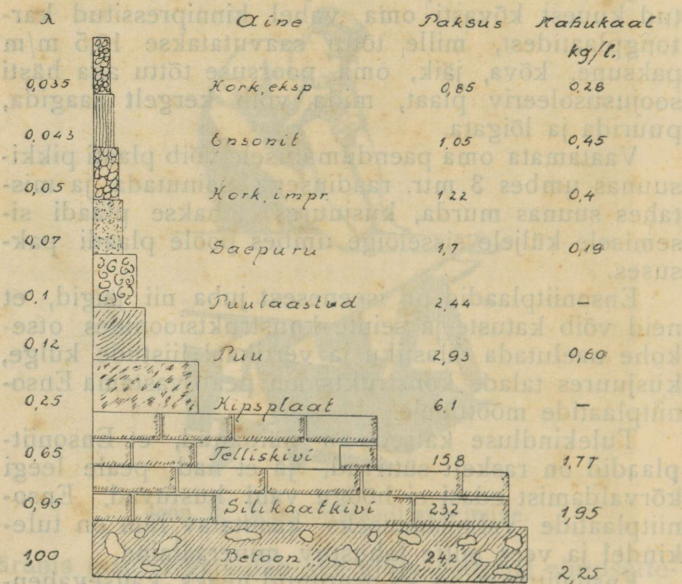 λ Aine Paksus Mahukaal
kg/l.
0,035 Kork, eksp 0,85 0,28
0,043 Ensonit 1,05 0,45
0,05 Kork, impr. 1,22 0,4
0,07 Saepuru 1,7 0,19
0,1 Puulaastud 2,44 –
0,12 Puu 2,93 0,60
0,25 Kipsplaat 6,1 –
0,65 Telliskivi 15,8 1,77
0,95 Silikaatkivi 23,2 1,95
1,00 Betoon 24,2 2,25